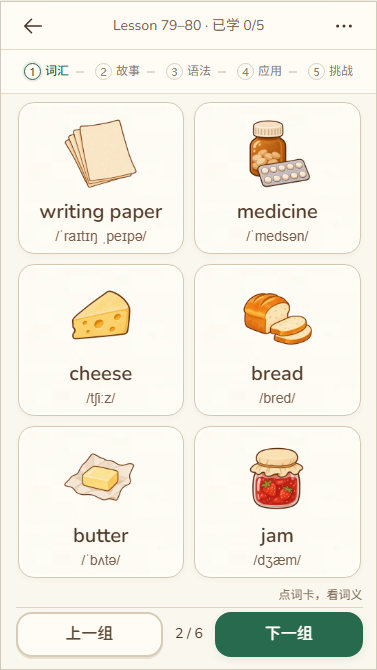 Lesson 79–80 · 已学 0/5
1 词汇 – 2 故事 – 3 语法 – 4 应用 – 5 挑战
writing paper
/ˈraɪtɪŋ ˌpeɪpə/
medicine
/ˈmedsən/
cheese
/tʃiːz/
bread
/bred/
butter
/ˈbʌtə/
jam
/dʒæm/
点词卡，看词义
上一组 2 / 6 下一组